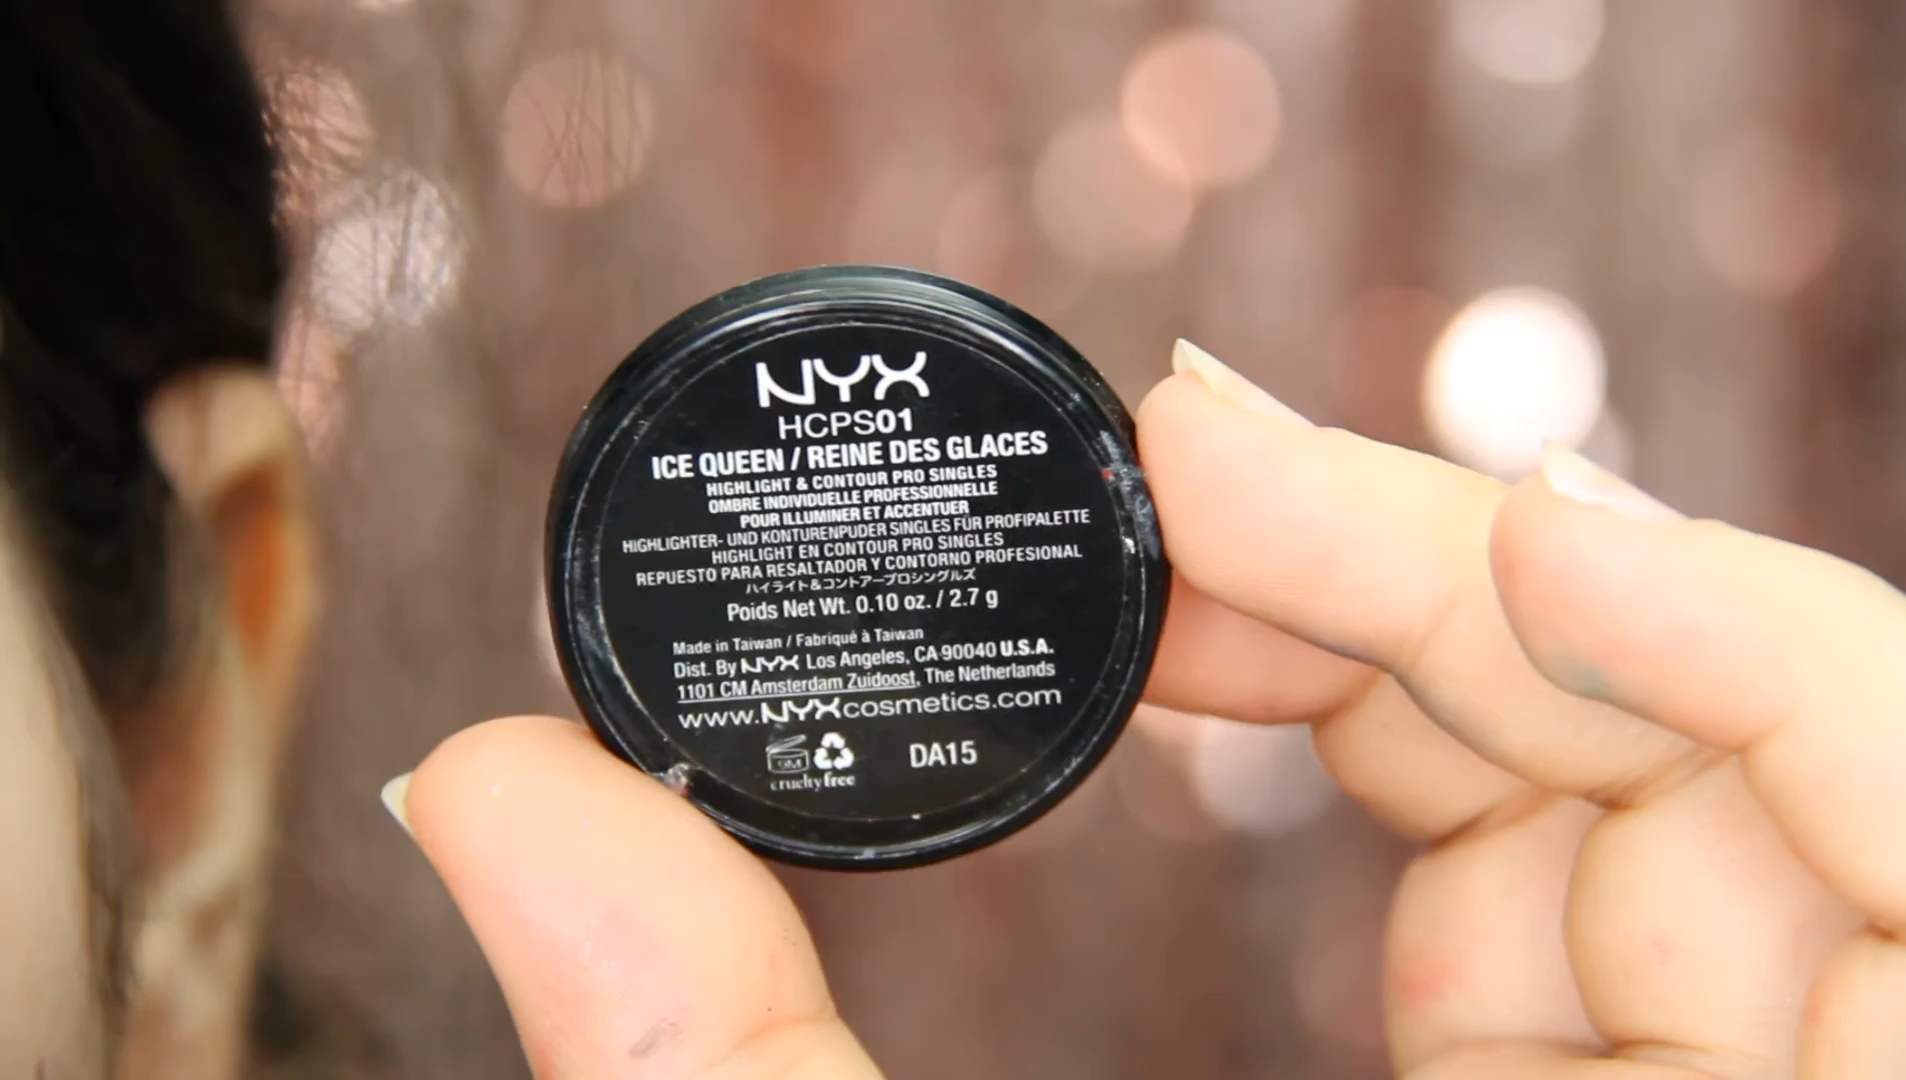 NYX
HCPS01
ICE QUEEN / REINE DES GLACES
HIGHLIGHT & CONTOUR PRO SINGLES
OMBRE INDIVIDUELLE PROFESSIONNELLE
POUR ILLUMINER ET ACCENTUER
HIGHLIGHTER- UND KONTURENPUDER SINGLES FÜR PROFIPALETTE
HIGHLIGHT EN CONTOUR PRO SINGLES
REPUESTO PARA RESALTADOR Y CONTORNO PROFESIONAL
ハイライト&コントアープロシングルズ
Poids Net Wt. 0.10 oz. / 2.7 g
Made in Taiwan / Fabriqué à Taiwan
Dist. By NYX Los Angeles, CA 90040 U.S.A.
1101 CM Amsterdam Zuidoost, The Netherlands
www.NYXcosmetics.com
DA15
cruelty free